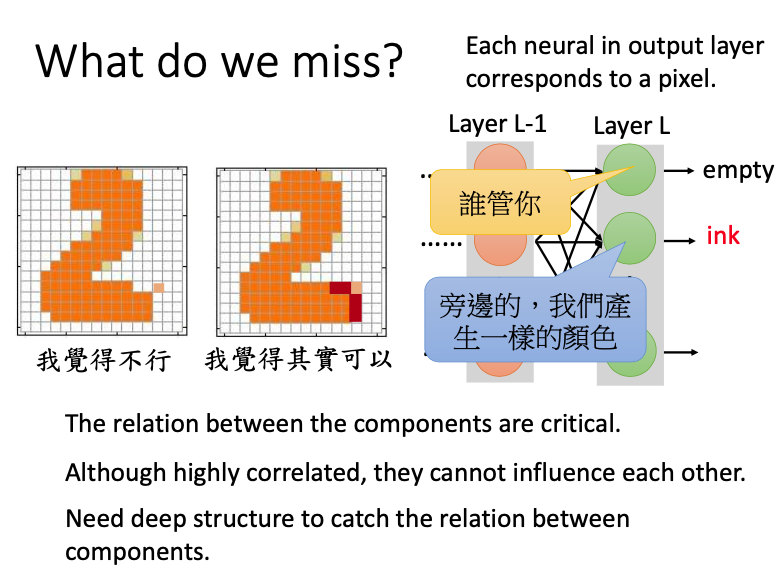 What do we miss?
Each neural in output layer
corresponds to a pixel.
Layer L-1
Layer L
..
empty
誰管你
……
ink
旁邊的，我們產
生一樣的顏色
我覺得不行
我覺得其實可以
The relation between the components are critical.
Although highly correlated, they cannot influence each other.
Need deep structure to catch the relation between
components.